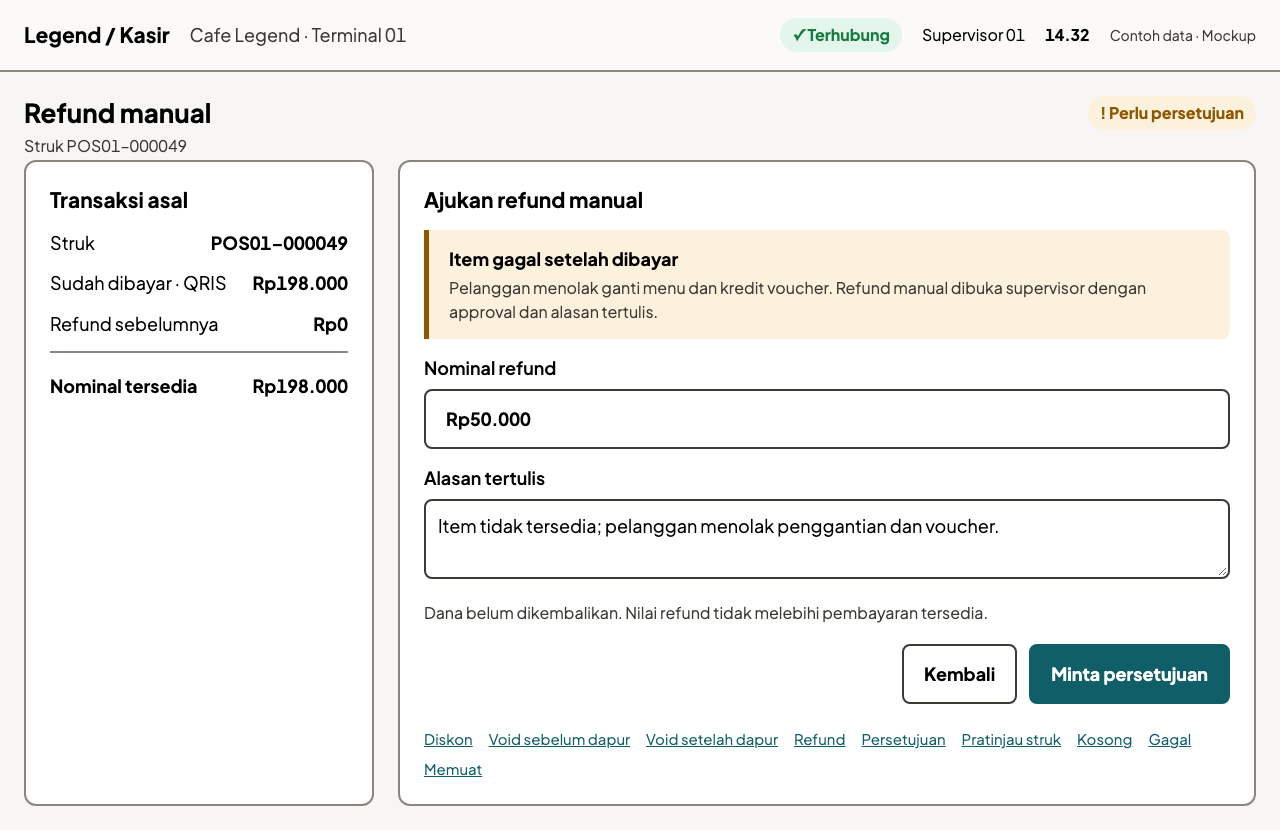 Legend / Kasir
Cafe Legend · Terminal 01
✓Terhubung
Supervisor 01
14.32
Contoh data · Mockup
Refund manual
! Perlu persetujuan
Struk POS01–000049
Transaksi asal
Struk POS01–000049
Sudah dibayar · QRIS Rp198.000
Refund sebelumnya Rp0
Nominal tersedia Rp198.000
Ajukan refund manual
Item gagal setelah dibayar
Pelanggan menolak ganti menu dan kredit voucher. Refund manual dibuka supervisor dengan
approval dan alasan tertulis.
Nominal refund
Rp50.000
Alasan tertulis
Item tidak tersedia; pelanggan menolak penggantian dan voucher.
Dana belum dikembalikan. Nilai refund tidak melebihi pembayaran tersedia.
Kembali
Minta persetujuan
Diskon Void sebelum dapur Void setelah dapur Refund Persetujuan Pratinjau struk Kosong Gagal
Memuat